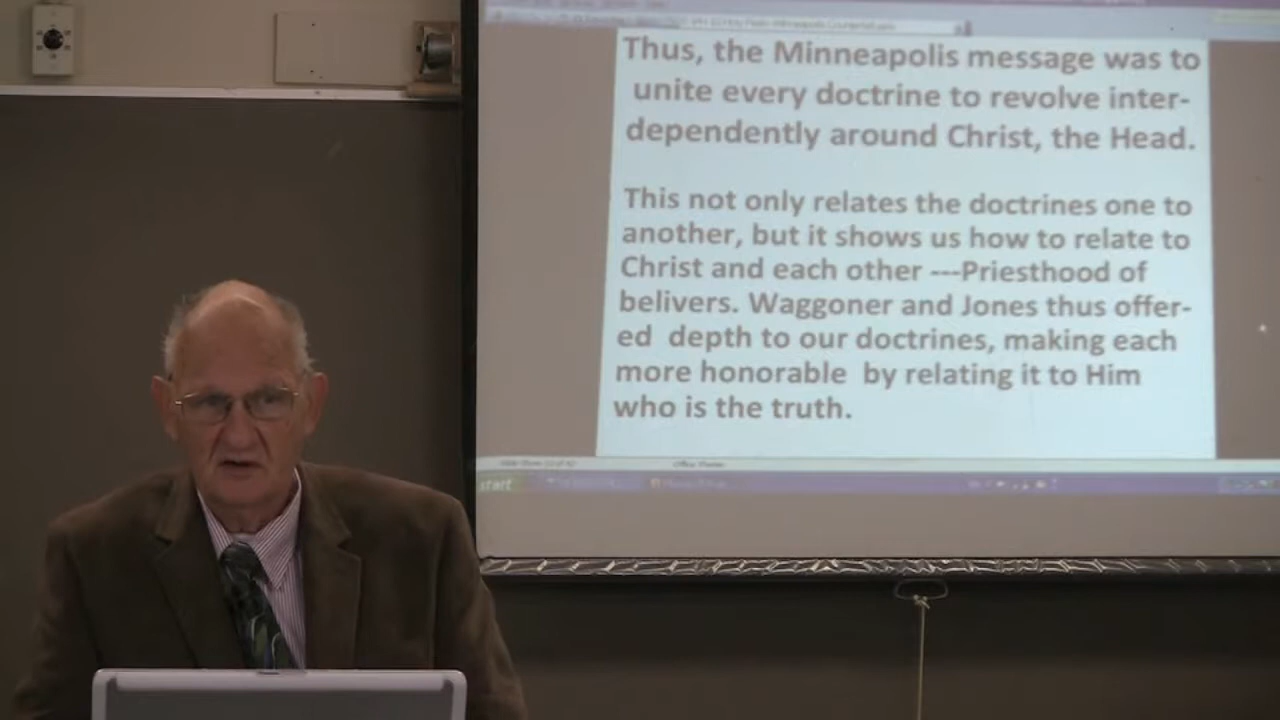 Thus, the Minneapolis message was to
unite every doctrine to revolve inter-
dependently around Christ, the Head.
This not only relates the doctrines one to
another, but it shows us how to relate to
Christ and each other ---Priesthood of
belivers. Waggoner and Jones thus offer-
ed depth to our doctrines, making each
more honorable by relating it to Him
who is the truth.
start